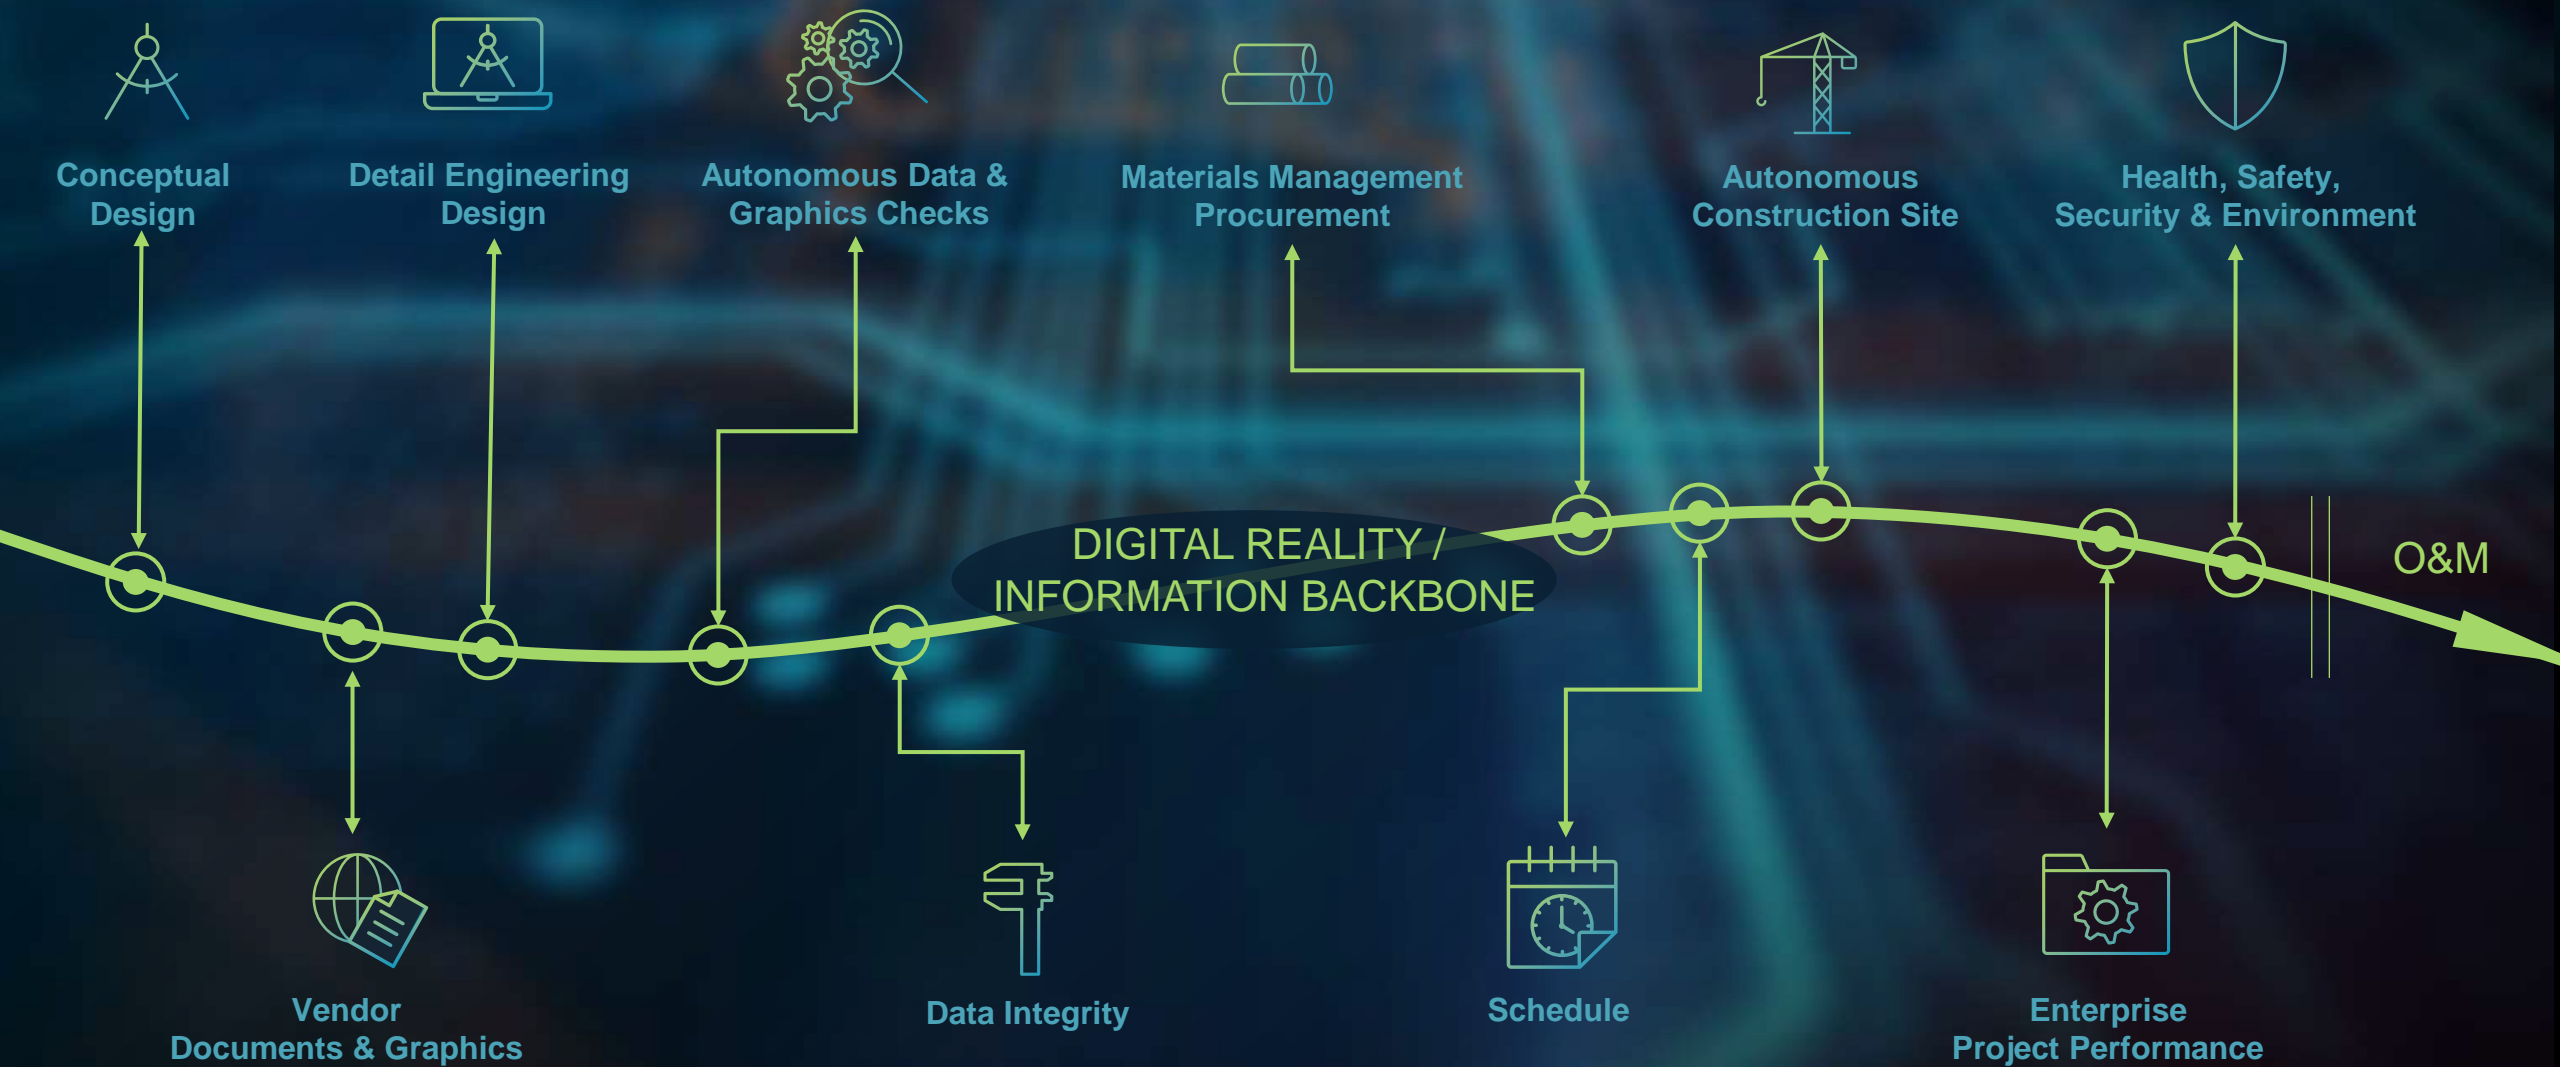 Conceptual
Design
Detail Engineering
Design
Autonomous Data &
Graphics Checks
Materials Management
Procurement
Autonomous
Construction Site
Health, Safety,
Security & Environment
DIGITAL REALITY /
INFORMATION BACKBONE
O&M
Vendor
Documents & Graphics
Data Integrity
Schedule
Enterprise
Project Performance